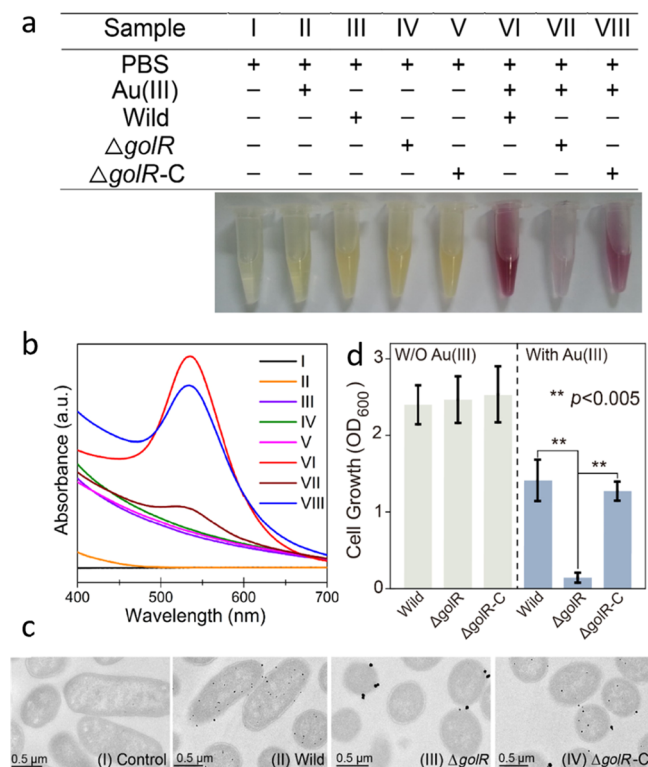 a
Sample I II III IV V VI VII VIII
PBS + + + + + + + +
Au(III) – + – – – + + +
Wild – – + – – + – –
△golR – – – + – – + –
△golR-C – – – – + – – +
b
Absorbance (a.u.)
I
II
III
IV
V
VI
VII
VIII
400 500 600 700
Wavelength (nm)
d
Cell Growth (OD600)
3
2
1
0
W/O Au(III) With Au(III)
** p<0.005
** **
Wild ΔgolR ΔgolR-C Wild ΔgolR ΔgolR-C
c
0.5 µm (I) Control
0.5 µm (II) Wild
0.5 µm (III) ΔgolR
0.5 µm (IV) ΔgolR-C